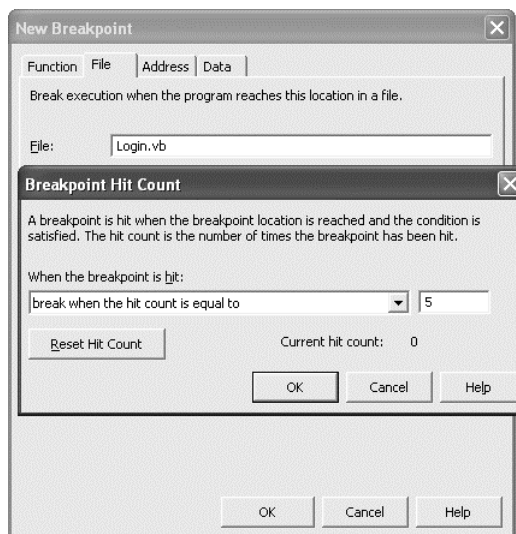 New Breakpoint
Function File Address Data
Break execution when the program reaches this location in a file.
File: Login.vb
Breakpoint Hit Count
A breakpoint is hit when the breakpoint location is reached and the condition is
satisfied. The hit count is the number of times the breakpoint has been hit.
When the breakpoint is hit:
break when the hit count is equal to 5
Reset Hit Count Current hit count: 0
OK Cancel Help
OK Cancel Help